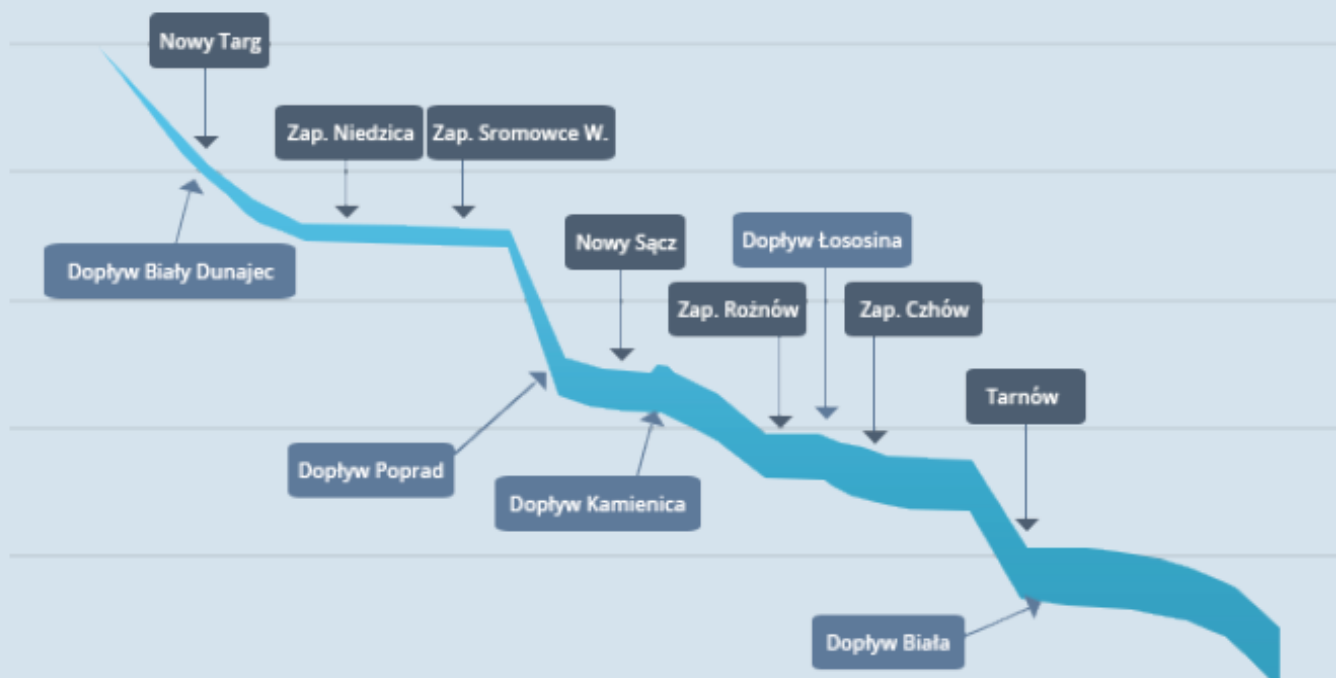 Nowy Targ
Zap. Niedzica
Zap. Sromowce W.
Dopływ Biały Dunajec
Nowy Sącz
Dopływ Łososina
Zap. Rożnów
Zap. Czhów
Tarnów
Dopływ Poprad
Dopływ Kamienica
Dopływ Biała